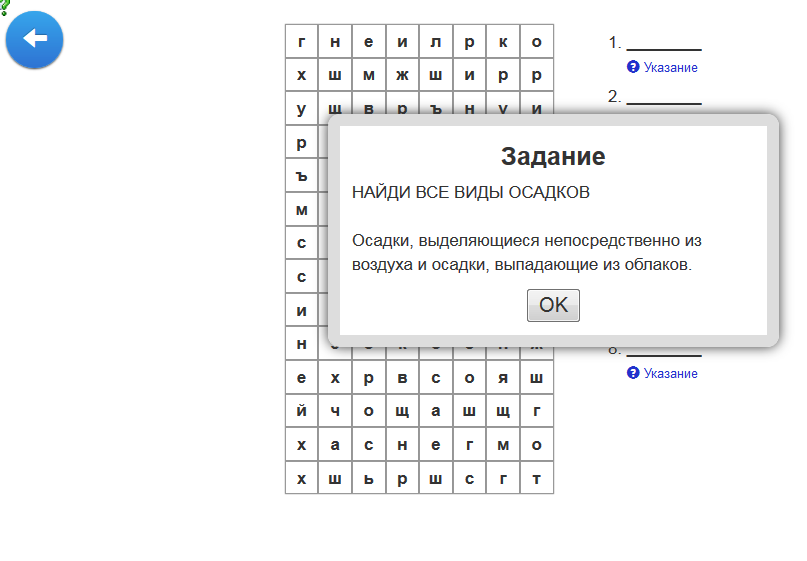 г н е и л р к о 1.
х ш м ж ш и р р Указание
у щ в р ъ н у и 2.
р
Задание
ъ
НАЙДИ ВСЕ ВИДЫ ОСАДКОВ
м
с
Осадки, выделяющиеся непосредственно из
с
воздуха и осадки, выпадающие из облаков.
и
OK
н
е х р в с о я ш Указание
й ч о щ а ш щ г
х а с н е г м о
х ш ь р ш с г т